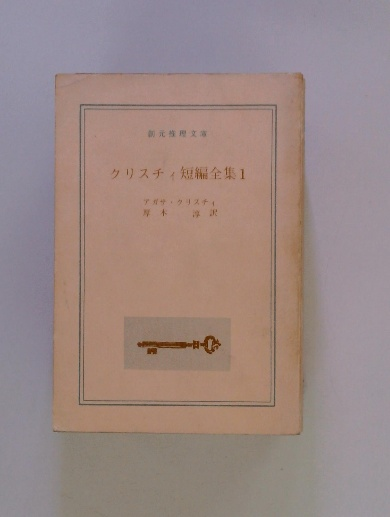 創元推理文庫
クリスチィ短編全集1
アガサ・クリスチィ
厚木 淳訳